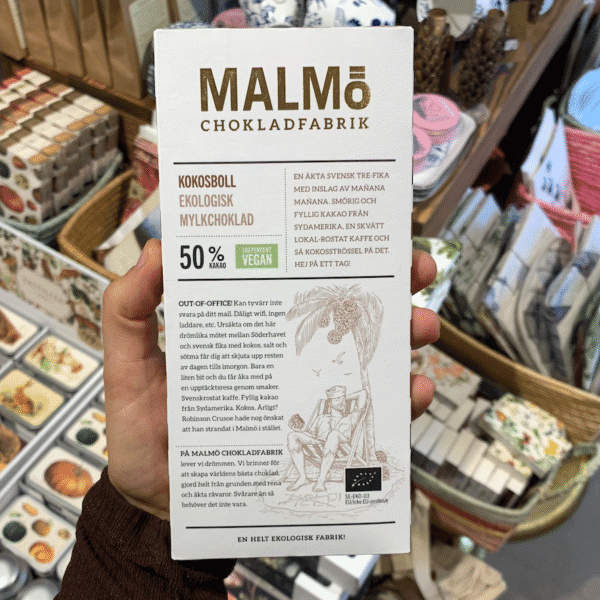 MALMö
CHOKLADFABRIK
KOKOSBOLL
EKOLOGISK
MYLKCHOKLAD
50 % KAKAO
100 PERCENT
VEGAN
EN ÄKTA SVENSK TRE-FIKA
MED INSLAG AV MAÑANA
MAÑANA. SMÖRIG OCH
FYLLIG KAKAO FRÅN
SYDAMERIKA, EN SKVÄTT
LOKAL-ROSTAT KAFFE OCH
SÅ KOKOSSTRÖSSEL PÅ DET.
HEJ PÅ ETT TAG!
OUT-OF-OFFICE! Kan tyvärr inte
svara på ditt mail. Dåligt wifi, ingen
laddare, etc. Ursäkta om det här
drömlika mötet mellan Söderhavet
och svensk fika med kokos, salt och
sötma får dig att skjuta upp resten
av dagen tills imorgon. Bara en
liten bit och du får åka med på
en upptäcktsresa genom smaker.
Svenskrostat kaffe. Fyllig kakao
från Sydamerika. Kokos. Ärligt?
Robinson Crusoe hade nog önskat
att han strandat i Malmö i stället.
PÅ MALMÖ CHOKLADFABRIK
lever vi drömmen. Vi brinner för
att skapa världens bästa choklad,
gjord helt från grunden med rena
och äkta råvaror. Svårare än så
behöver det inte vara.
SE-EKO-03
EU/icke EU-jordbruk
EN HELT EKOLOGISK FABRIK!